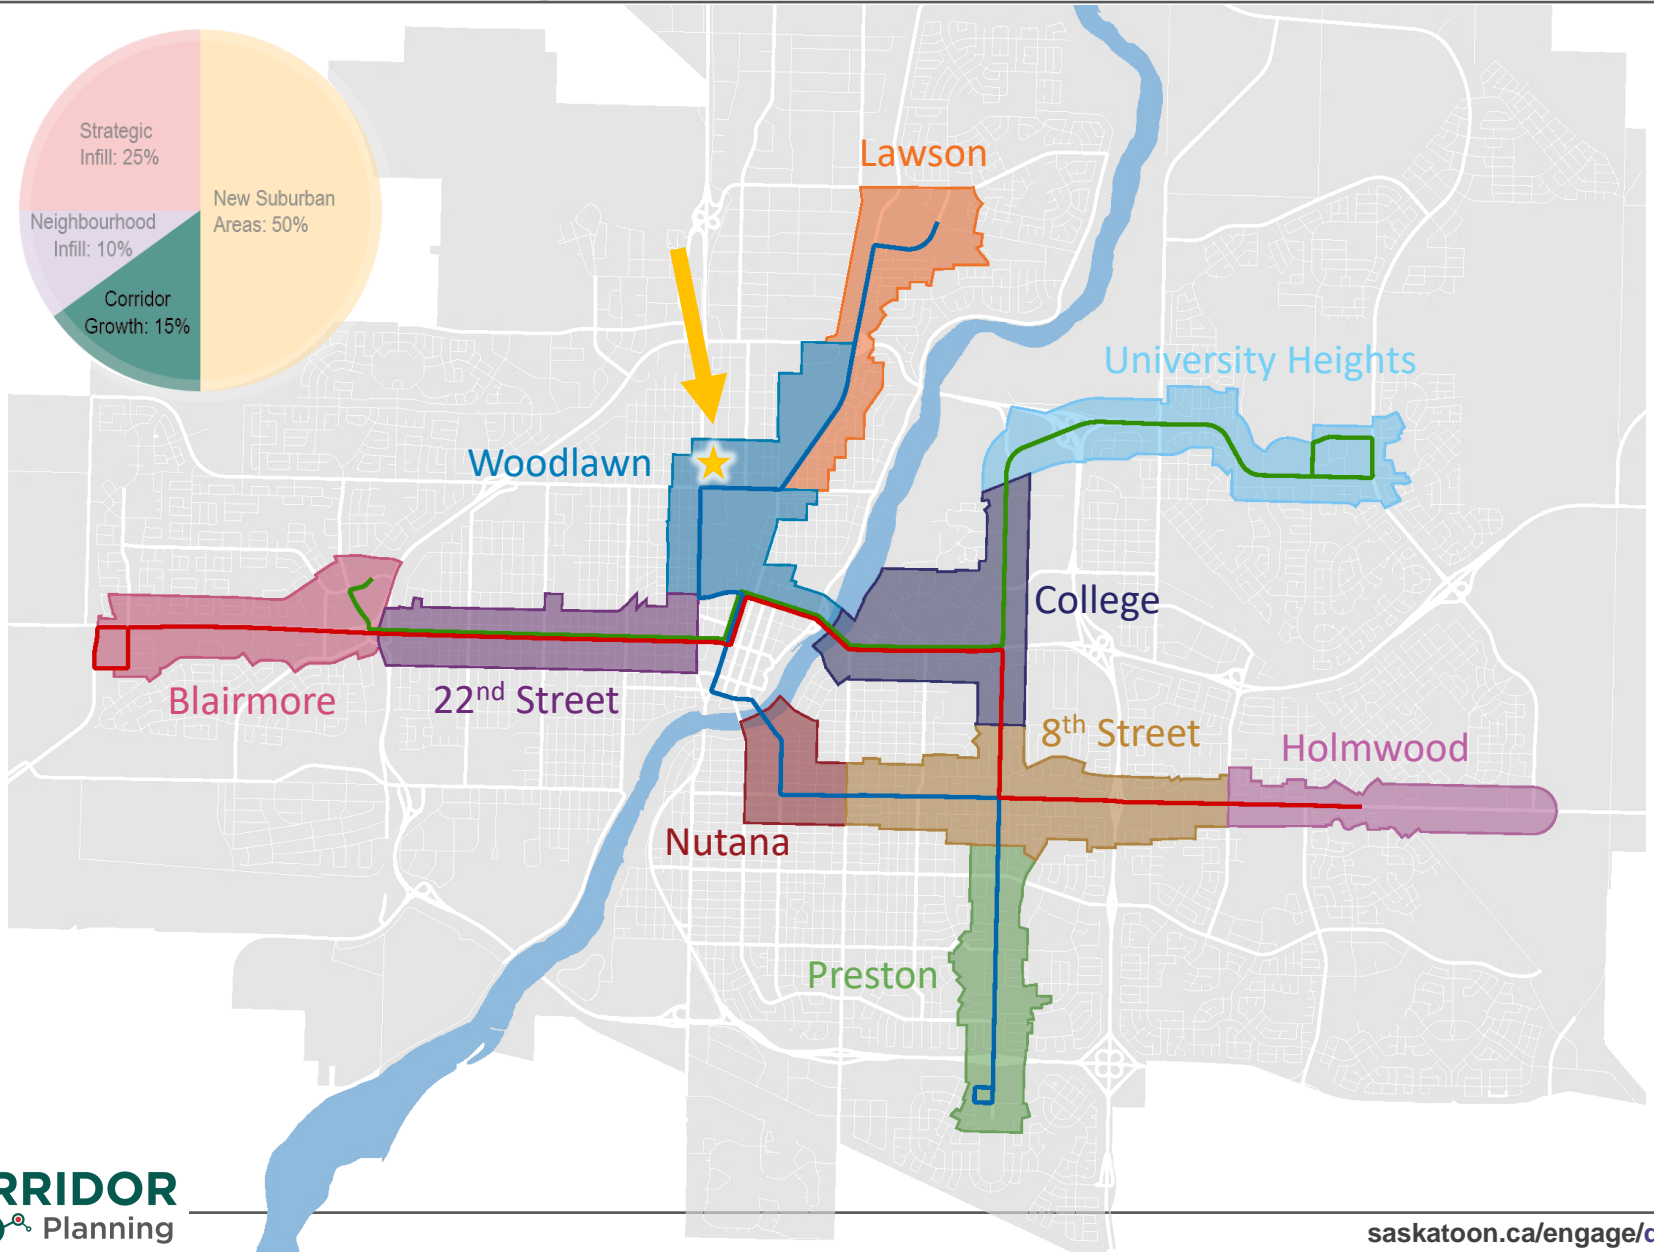 Strategic
Infill: 25%
New Suburban
Areas: 50%
Neighbourhood
Infill: 10%
Corridor
Growth: 15%
Lawson
University Heights
Woodlawn
College
Blairmore
22nd Street
8th Street
Holmwood
Nutana
Preston
RRIDOR
Planning
saskatoon.ca/engage/